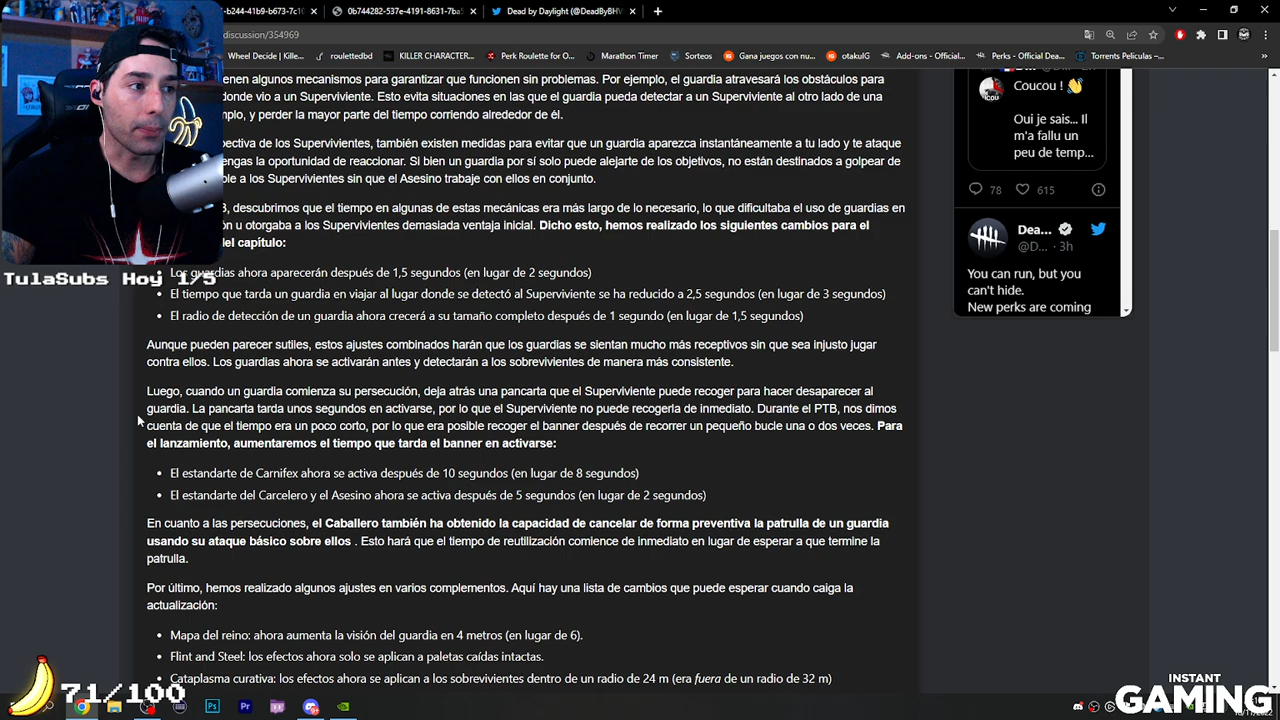 -b244-41b9-b673-7c1
0b744282-537e-4191-8631-7ba5
Dead by Daylight (@DeadByBHV
discussion/354969
Wheel Decide | Kille...
roulettedbd
KILLER CHARACTER...
Perk Roulette for O...
Marathon Timer
Sorteos
Gana juegos con nu...
otakulG
Add-ons - Official...
Perks - Official Dea...
Torrents Peliculas –...
enen algunos mecanismos para garantizar que funcionen sin problemas. Por ejemplo, el guardia atravesará los obstáculos para
donde vio a un Superviviente. Esto evita situaciones en las que el guardia pueda detectar a un Superviviente al otro lado de una
mplo, y perder la mayor parte del tiempo corriendo alrededor de él.
spectiva de los Supervivientes, también existen medidas para evitar que un guardia aparezca instantáneamente a tu lado y te ataque
engas la oportunidad de reaccionar. Si bien un guardia por sí solo puede alejarte de los objetivos, no están destinados a golpear de
ble a los Supervivientes sin que el Asesino trabaje con ellos en conjunto.
B, descubrimos que el tiempo en algunas de estas mecánicas era más largo de lo necesario, lo que dificultaba el uso de guardias en
ón u otorgaba a los Supervivientes demasiada ventaja inicial. Dicho esto, hemos realizado los siguientes cambios para el
del capítulo:
• Los guardias ahora aparecerán después de 1,5 segundos (en lugar de 2 segundos)
• El tiempo que tarda un guardia en viajar al lugar donde se detectó al Superviviente se ha reducido a 2,5 segundos (en lugar de 3 segundos)
• El radio de detección de un guardia ahora crecerá a su tamaño completo después de 1 segundo (en lugar de 1,5 segundos)
Aunque pueden parecer sutiles, estos ajustes combinados harán que los guardias se sientan mucho más receptivos sin que sea injusto jugar
contra ellos. Los guardias ahora se activarán antes y detectarán a los sobrevivientes de manera más consistente.
Luego, cuando un guardia comienza su persecución, deja atrás una pancarta que el Superviviente puede recoger para hacer desaparecer al
guardia. La pancarta tarda unos segundos en activarse, por lo que el Superviviente no puede recogerla de inmediato. Durante el PTB, nos dimos
cuenta de que el tiempo era un poco corto, por lo que era posible recoger el banner después de recorrer un pequeño bucle una o dos veces. Para
el lanzamiento, aumentaremos el tiempo que tarda el banner en activarse:
• El estandarte de Carnifex ahora se activa después de 10 segundos (en lugar de 8 segundos)
• El estandarte del Carcelero y el Asesino ahora se activa después de 5 segundos (en lugar de 2 segundos)
En cuanto a las persecuciones, el Caballero también ha obtenido la capacidad de cancelar de forma preventiva la patrulla de un guardia
usando su ataque básico sobre ellos . Esto hará que el tiempo de reutilización comience de inmediato en lugar de esperar a que termine la
patrulla.
Por último, hemos realizado algunos ajustes en varios complementos. Aquí hay una lista de cambios que puede esperar cuando caiga la
actualización:
• Mapa del reino: ahora aumenta la visión del guardia en 4 metros (en lugar de 6).
• Flint and Steel: los efectos ahora solo se aplican a paletas caídas intactas.
• Cataplasma curativa: los efectos ahora se aplican a los sobrevivientes dentro de un radio de 24 m (era fuera de un radio de 32 m)
Coucou ! 👋
Oui je sais... Il
m'a fallu un
peu de temp...
78
615
Dea...
@D... · 3h
You can run, but you
can't hide.
New perks are coming
TulaSubs Hoy 1/5
71/100
INSTANT
GAMING